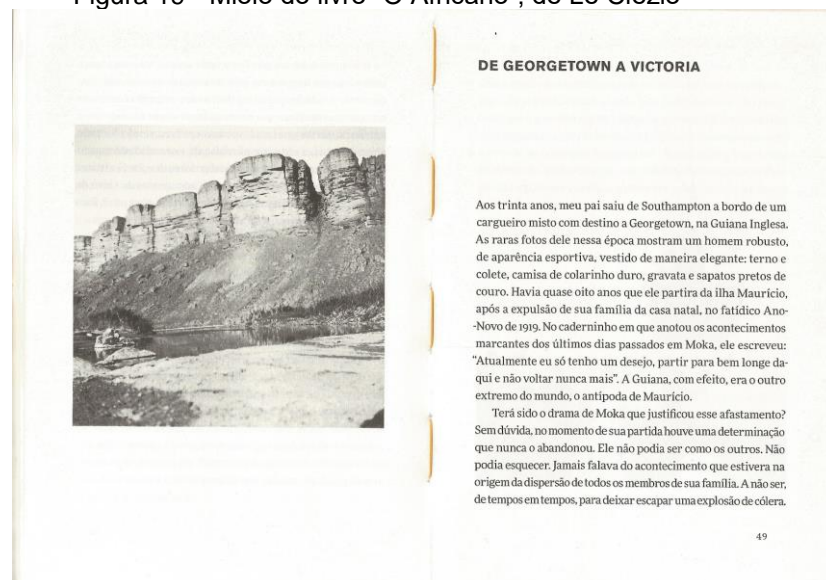 Figura - Miolo do livro "O Africano", de Le Clézio
DE GEORGETOWN A VICTORIA
Aos trinta anos, meu pai saiu de Southampton a bordo de um
cargueiro misto com destino a Georgetown, na Guiana Inglesa.
As raras fotos dele nessa época mostram um homem robusto,
de aparência esportiva, vestido de maneira elegante: terno e
colete, camisa de colarinho duro, gravata e sapatos pretos de
couro. Havia quase oito anos que ele partira da ilha Maurício,
após a expulsão de sua família da casa natal, no fatídico Ano-
-Novo de 1919. No caderninho em que anotou os acontecimentos
marcantes dos últimos dias passados em Moka, ele escreveu:
"Atualmente eu só tenho um desejo, partir para bem longe da-
qui e não voltar nunca mais". A Guiana, com efeito, era o outro
extremo do mundo, o antípoda de Maurício.
Terá sido o drama de Moka que justificou esse afastamento?
Sem dúvida, no momento de sua partida houve uma determinação
que nunca o abandonou. Ele não podia ser como os outros. Não
podia esquecer. Jamais falava do acontecimento que estivera na
origem da dispersão de todos os membros de sua família. A não ser,
de tempos em tempos, para deixar escapar uma explosão de cólera.
49